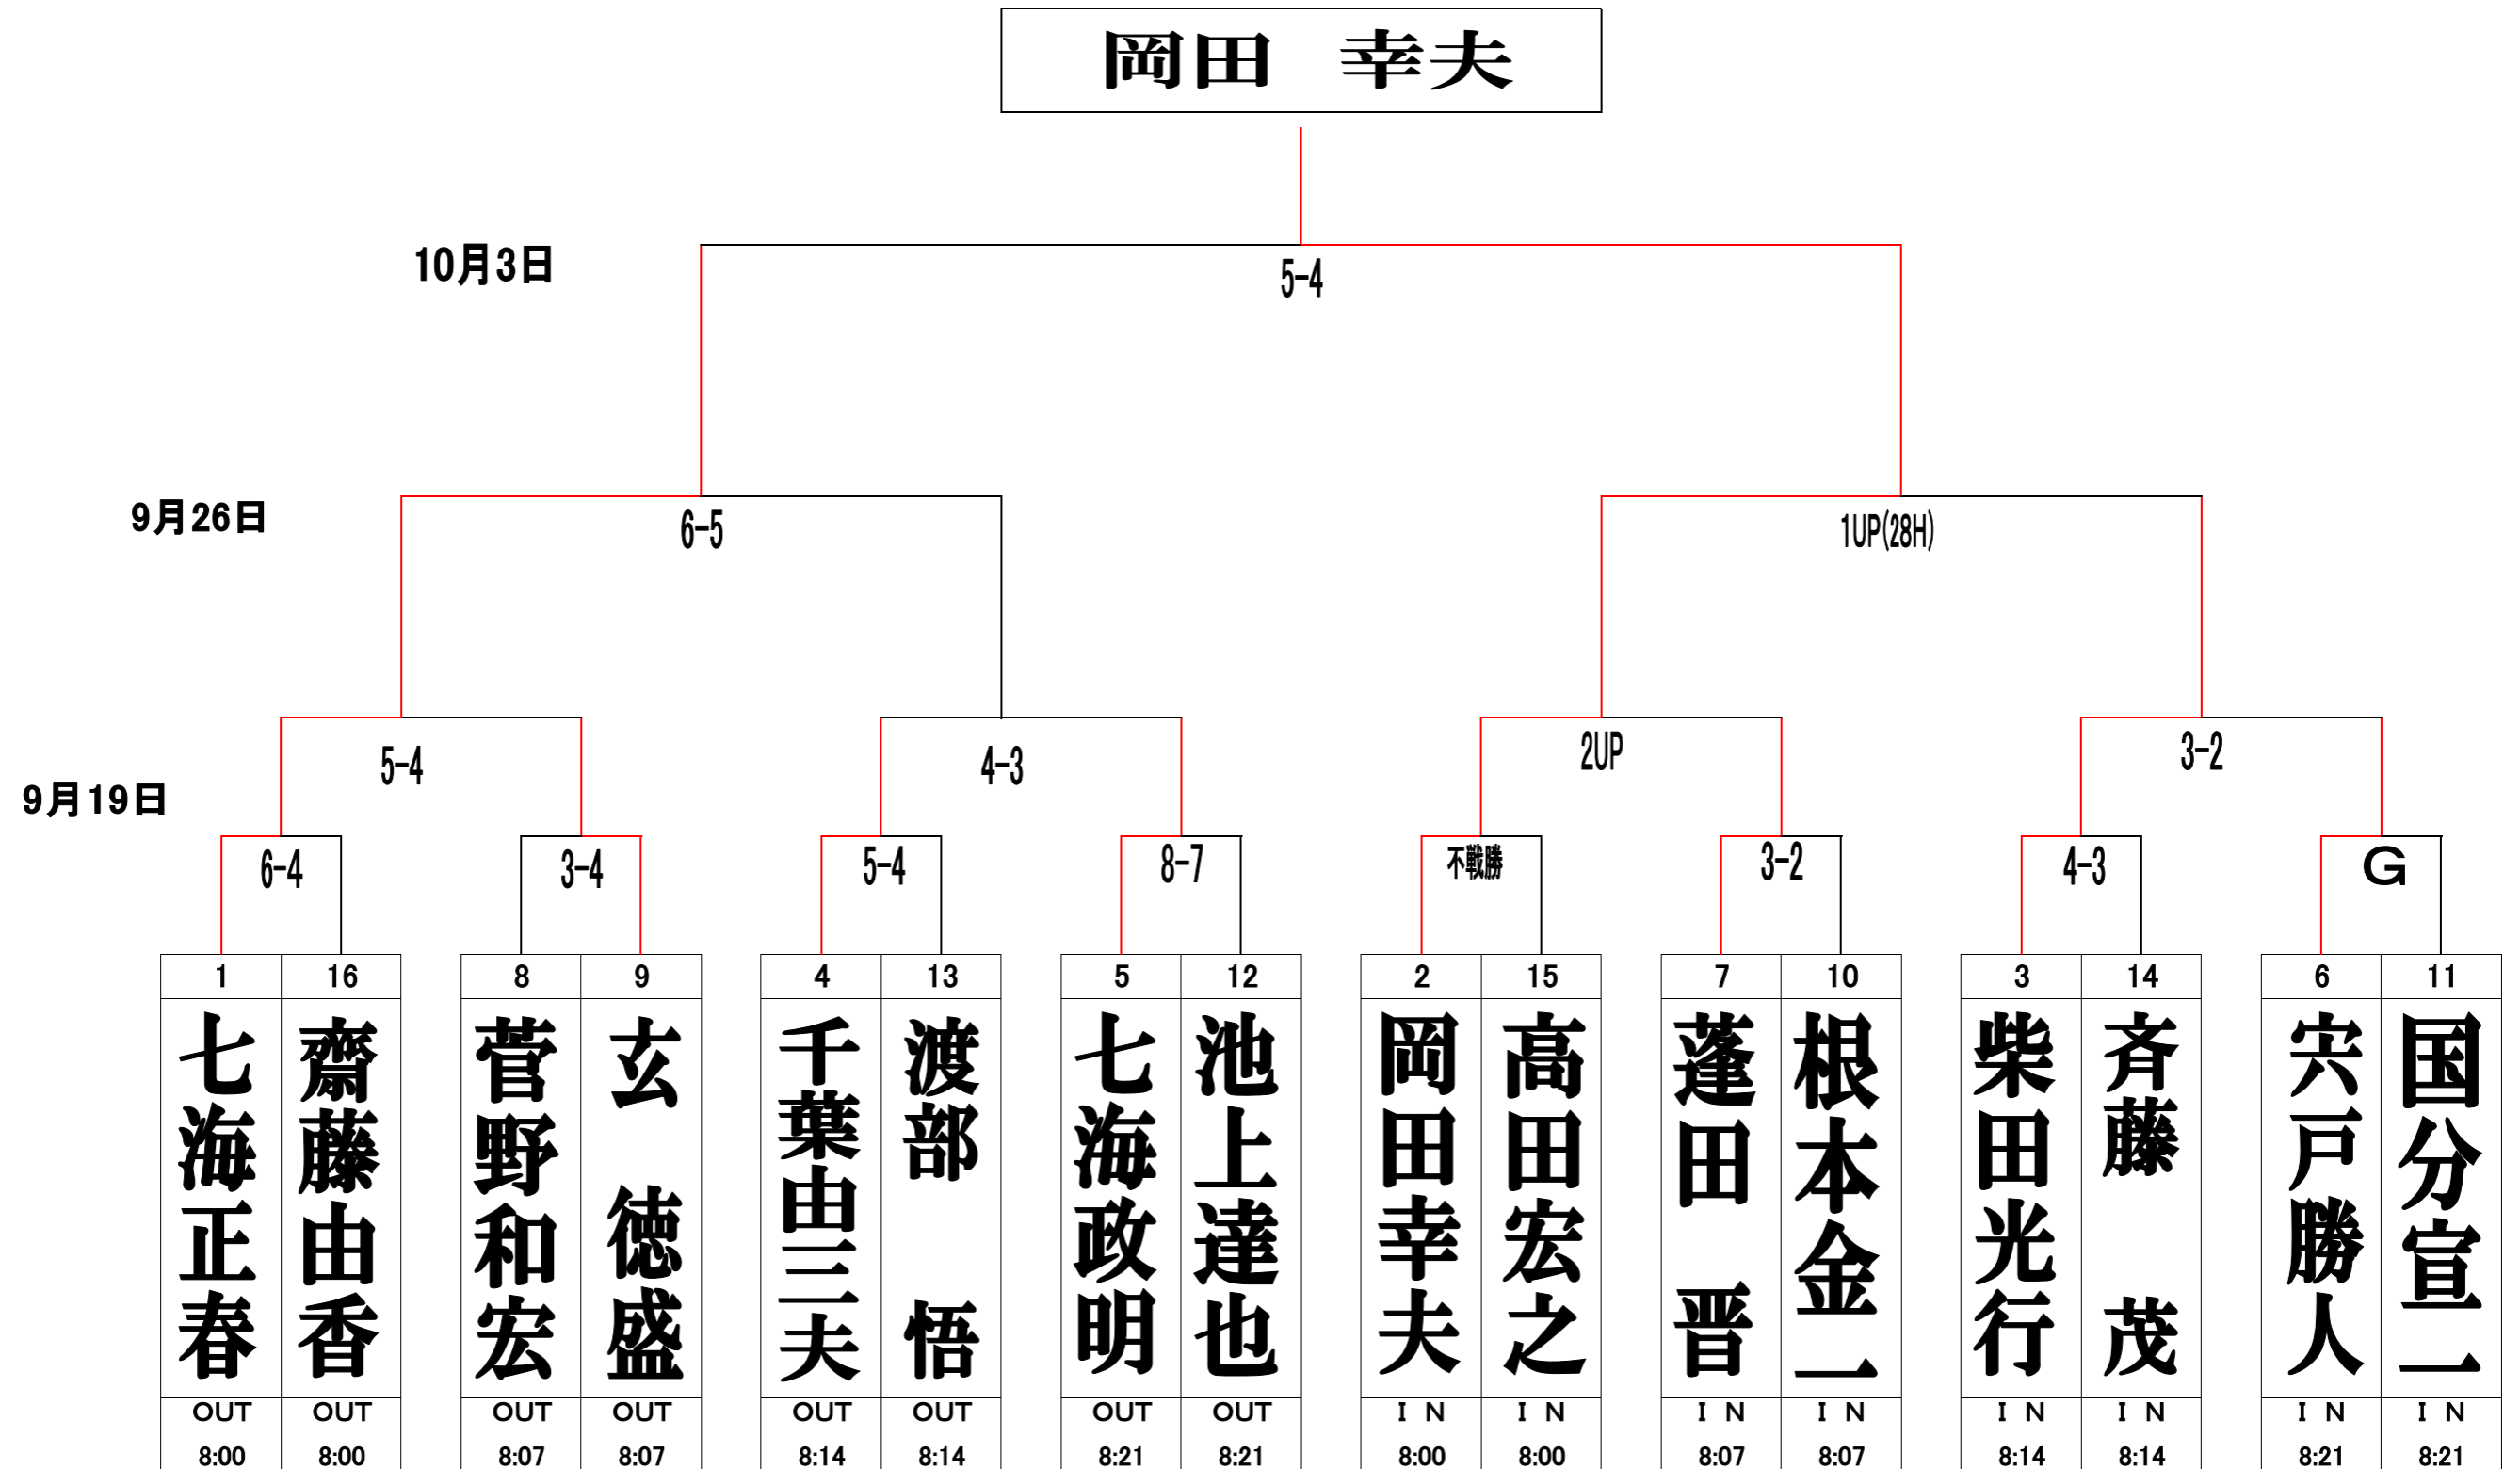 岡田　幸夫
10月3日
5-4
9月26日
6-5
1UP(28H)
5-4
4-3
2UP
3-2
9月19日
6-4
3-4
5-4
8-7
不戦勝
3-2
4-3
G
1 16 8 9 4 13 5 12 2 15 7 10 3 14 6 11
七海正春
齋藤由香
菅野和宏
玄　徳盛
千葉由三夫
渡部　悟
七海政明
池上達也
岡田幸夫
高田宏之
蓬田　晋
根本金一
柴田光行
斉藤　茂
宍戸勝人
国分宣二
OUT OUT OUT OUT OUT OUT OUT OUT I N I N I N I N I N I N I N I N
8:00 8:00 8:07 8:07 8:14 8:14 8:21 8:21 8:00 8:00 8:07 8:07 8:14 8:14 8:21 8:21